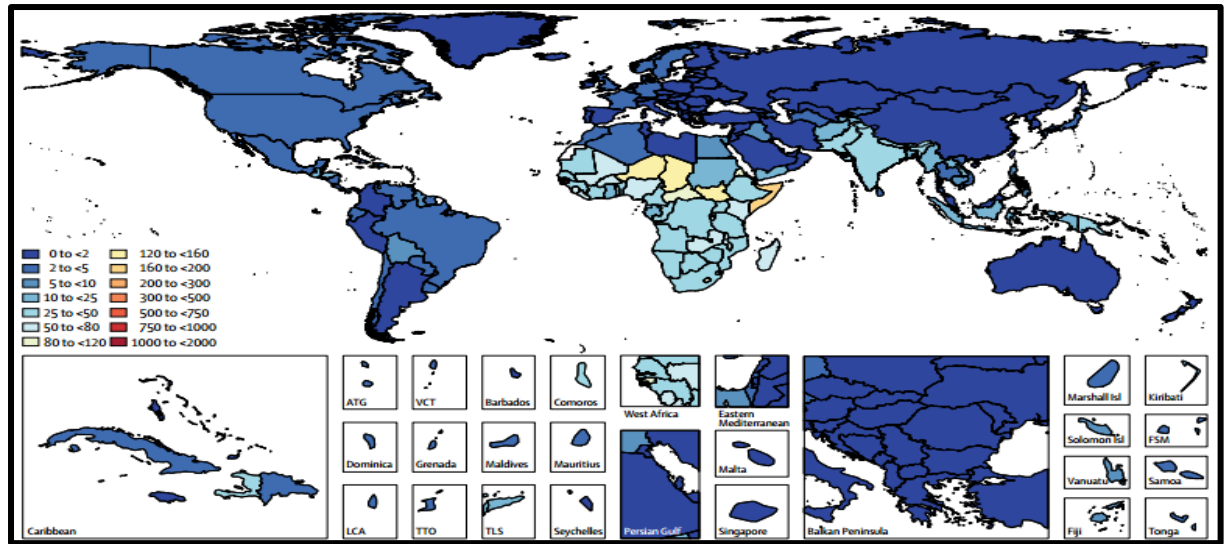 0 to <2
2 to <5
5 to <10
10 to <25
25 to <50
50 to <80
80 to <120
120 to <160
160 to <200
200 to <300
300 to <500
500 to <750
750 to <1000
1000 to <2000
Caribbean
ATG
VCT
Barbados
Comoros
West Africa
Eastern
Mediterranean
Marshall Isl
Kiribati
Dominica
Grenada
Maldives
Mauritius
Malta
Solomon Isl
FSM
LCA
TTO
TLS
Seychelles
Persian Gulf
Singapore
Balkan Peninsula
Vanuatu
Samoa
Fiji
Tonga